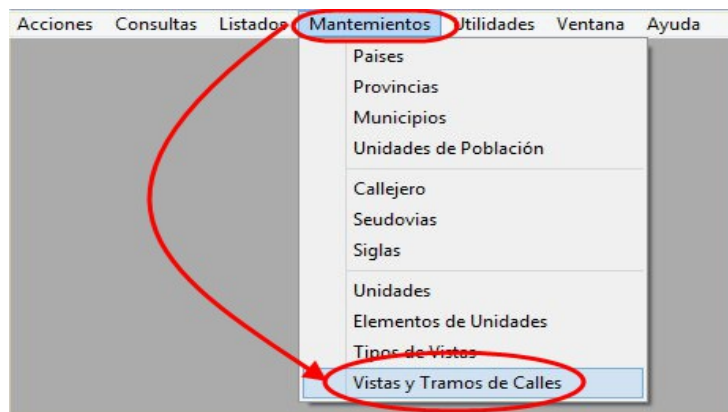 Acciones Consultas Listados Mantemientos Utilidades Ventana Ayuda
Paises
Provincias
Municipios
Unidades de Población
Callejero
Seudovias
Siglas
Unidades
Elementos de Unidades
Tipos de Vistas
Vistas y Tramos de Calles